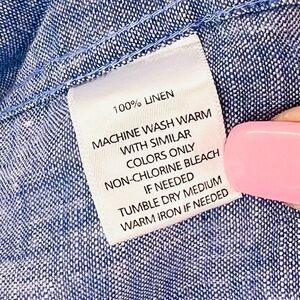 100% LINEN
MACHINE WASH WARM
WITH SIMILAR
COLORS ONLY
NON-CHLORINE BLEACH
IF NEEDED
TUMBLE DRY MEDIUM
WARM IRON IF NEEDED